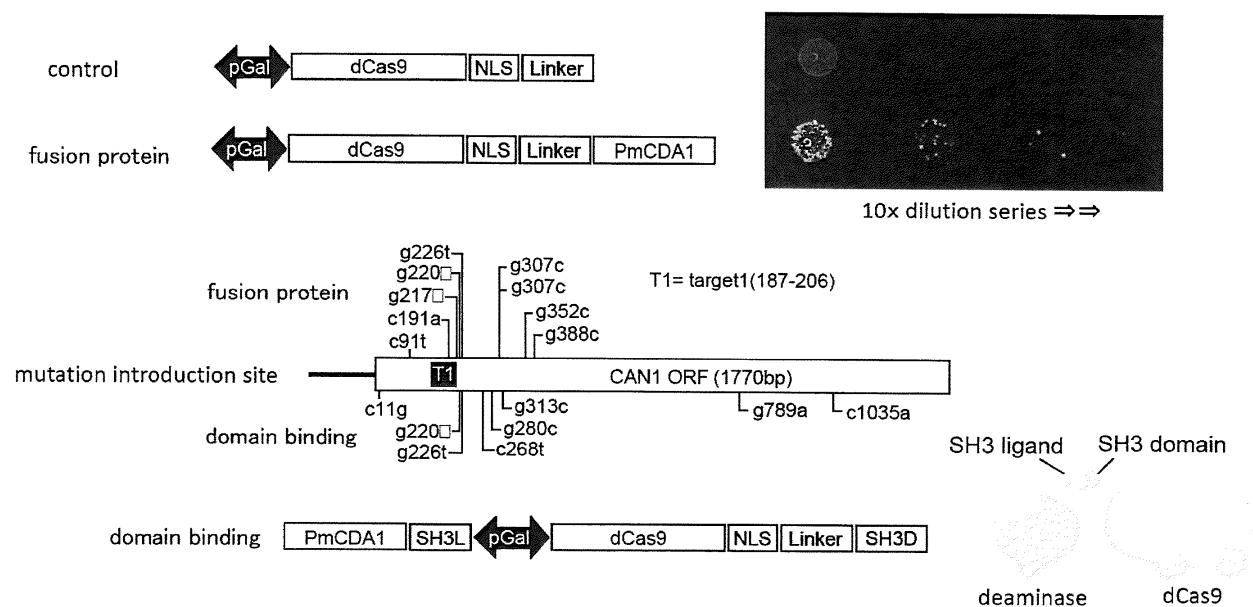 control
pGal
dCas9
NLS
Linker
fusion protein
pGal
dCas9
NLS
Linker
PmCDA1
10x dilution series ⇒⇒
fusion protein
g226t
g220□
g217□
c191a
c91t
g307c
g307c
g352c
g388c
T1= target1(187-206)
mutation introduction site
T1
CAN1 ORF (1770bp)
domain binding
c11g
g220□
g226t
c268t
g280c
g313c
g789a
c1035a
SH3 ligand
SH3 domain
domain binding
PmCDA1
SH3L
pGal
dCas9
NLS
Linker
SH3D
deaminase
dCas9